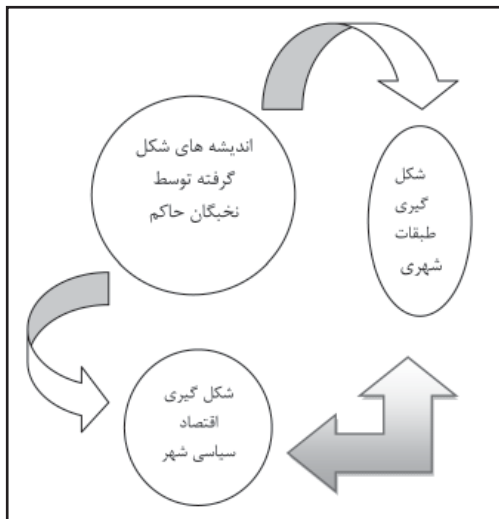 اندیشه های شکل
گرفته توسط
نخبگان حاکم
شکل
گیری
طبقات
شهری
شکل گیری
اقتصاد
سیاسی شهر